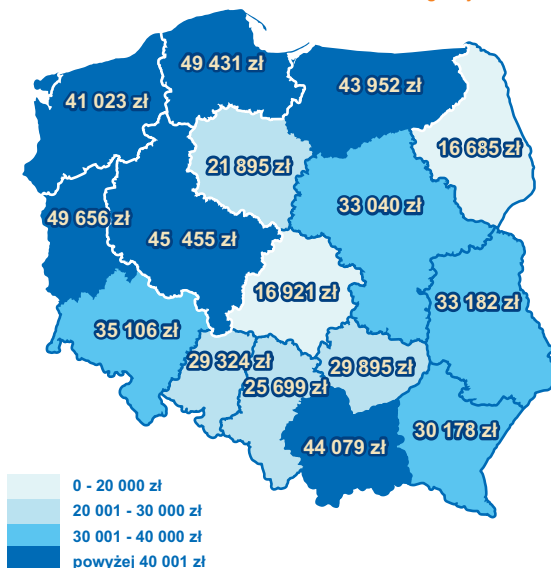 49 431 zł
43 952 zł
41 023 zł
16 685 zł
21 895 zł
33 040 zł
49 656 zł
45 455 zł
16 921 zł
33 182 zł
35 106 zł
29 324 zł
29 895 zł
25 699 zł
30 178 zł
44 079 zł
0 - 20 000 zł
20 001 - 30 000 zł
30 001 - 40 000 zł
powyżej 40 001 zł